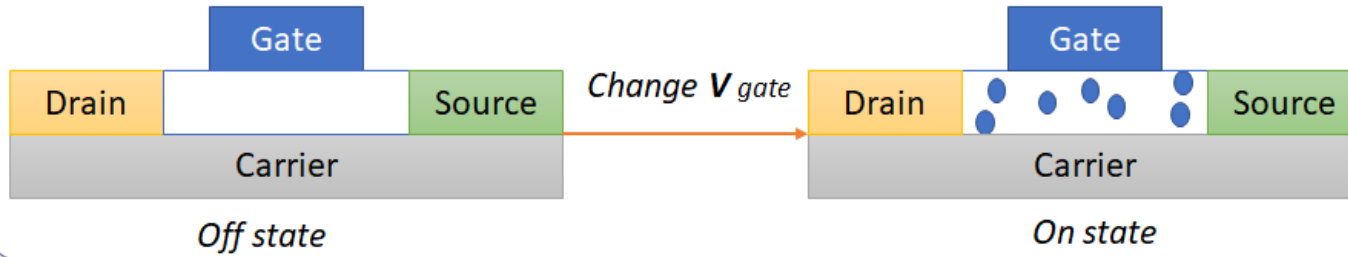 Gate
Drain
Source
Carrier
Off state
Change V gate
Gate
Drain
Source
Carrier
On state